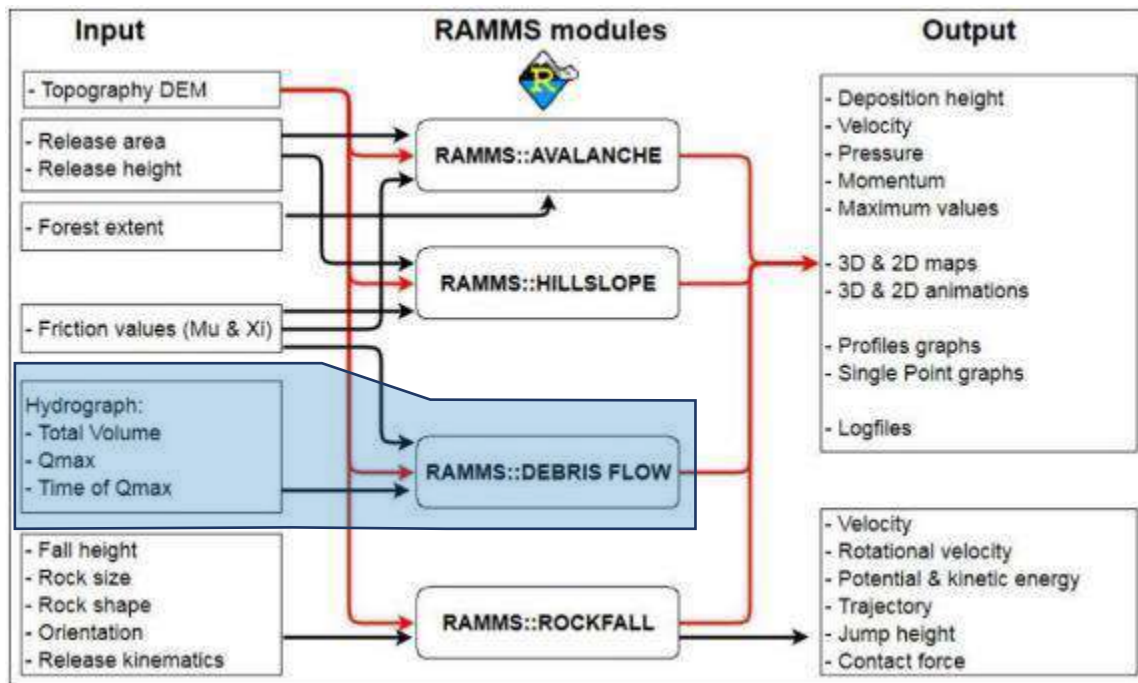 Input
RAMMS modules
Output
R
- Topography DEM
- Release area
- Release height
- Forest extent
- Friction values (Mu & Xi)
Hydrograph:
- Total Volume
- Qmax
- Time of Qmax
- Fall height
- Rock size
- Rock shape
- Orientation
- Release kinematics
RAMMS::AVALANCHE
RAMMS::HILLSLOPE
RAMMS::DEBRIS FLOW
RAMMS::ROCKFALL
- Deposition height
- Velocity
- Pressure
- Momentum
- Maximum values
- 3D & 2D maps
- 3D & 2D animations
- Profiles graphs
- Single Point graphs
- Logfiles
- Velocity
- Rotational velocity
- Potential & kinetic energy
- Trajectory
- Jump height
- Contact force